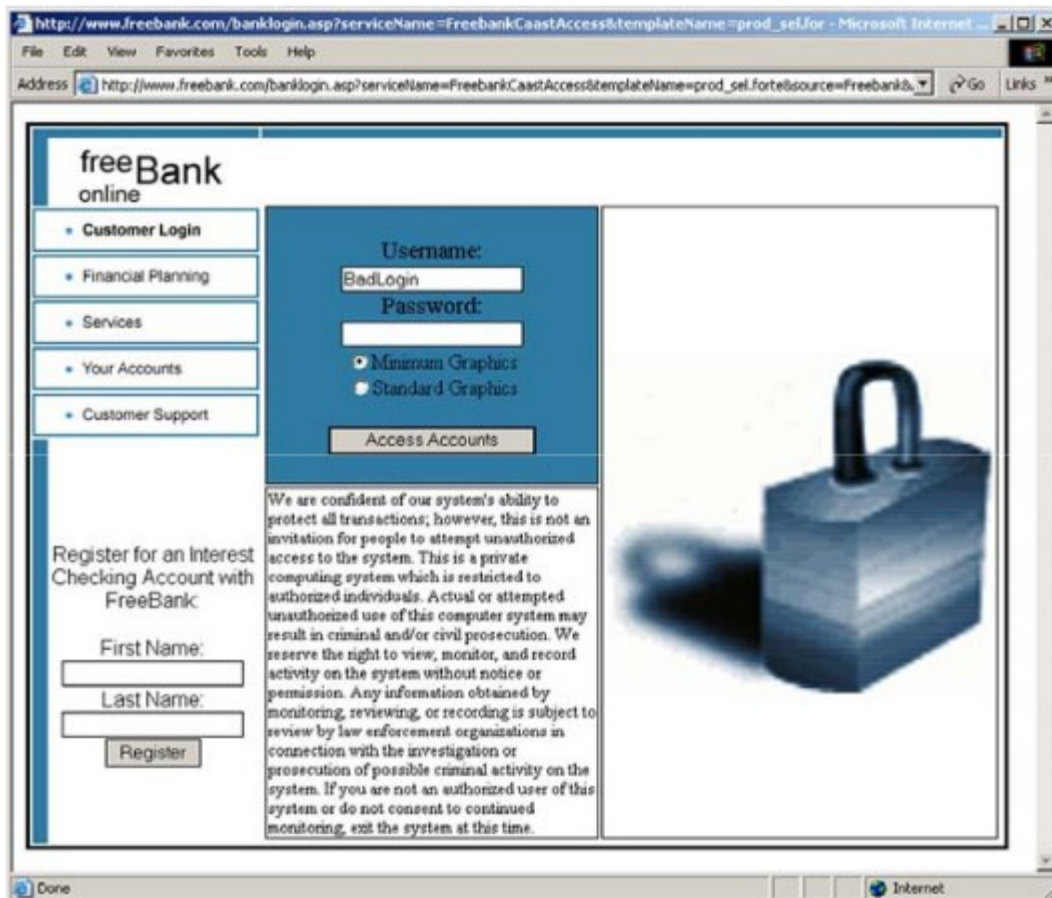 http://www.freebank.com/banklogin.asp?serviceName=FreebankCaastAccess&templateName=prod_sel.for - Microsoft Internet ...
File Edit View Favorites Tools Help
Address http://www.freebank.com/banklogin.asp?serviceName=FreebankCaastAccess&templateName=prod_sel.forte&source=Freebank& Go Links »
free Bank
online
Customer Login
Financial Planning
Services
Your Accounts
Customer Support
Register for an Interest
Checking Account with
FreeBank:
First Name:
Last Name:
Register
Username:
BadLogin
Password:
Minimum Graphics
Standard Graphics
Access Accounts
We are confident of our system's ability to
protect all transactions; however, this is not an
invitation for people to attempt unauthorized
access to the system. This is a private
computing system which is restricted to
authorized individuals. Actual or attempted
unauthorized use of this computer system may
result in criminal and/or civil prosecution. We
reserve the right to view, monitor, and record
activity on the system without notice or
permission. Any information obtained by
monitoring, reviewing, or recording is subject to
review by law enforcement organizations in
connection with the investigation or
prosecution of possible criminal activity on the
system. If you are not an authorized user of this
system or do not consent to continued
monitoring, exit the system at this time.
Done
Internet